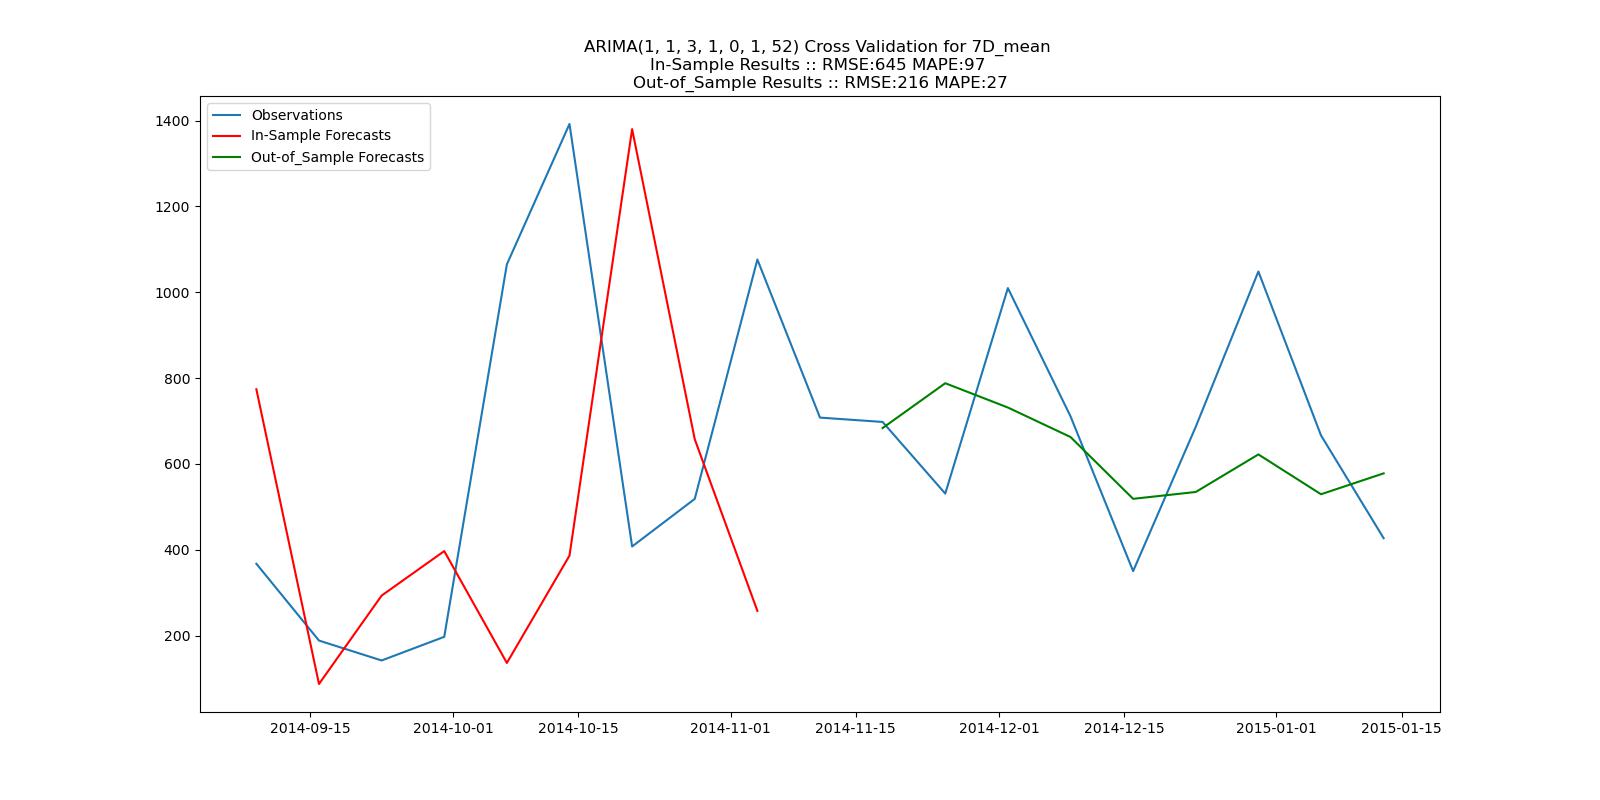 ARIMA(1, 1, 3, 1, 0, 1, 52) Cross Validation for 7D_mean
In-Sample Results :: RMSE:645 MAPE:97
Out-of_Sample Results :: RMSE:216 MAPE:27
Observations
In-Sample Forecasts
Out-of_Sample Forecasts
1400
1200
1000
800
600
400
200
2014-09-15
2014-10-01
2014-10-15
2014-11-01
2014-11-15
2014-12-01
2014-12-15
2015-01-01
2015-01-15